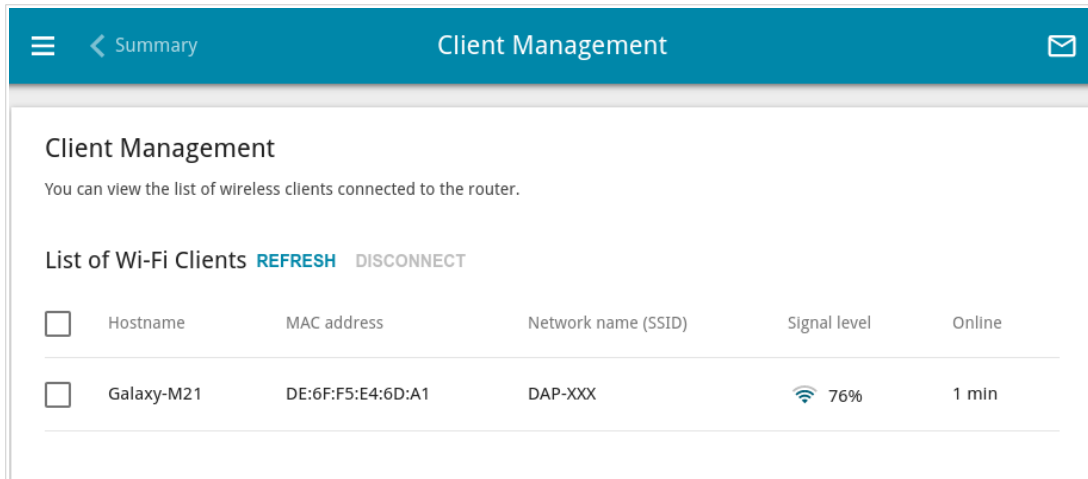 Summary Client Management
Client Management
You can view the list of wireless clients connected to the router.
List of Wi-Fi Clients REFRESH DISCONNECT
Hostname MAC address Network name (SSID) Signal level Online
Galaxy-M21 DE:6F:F5:E4:6D:A1 DAP-XXX 76% 1 min